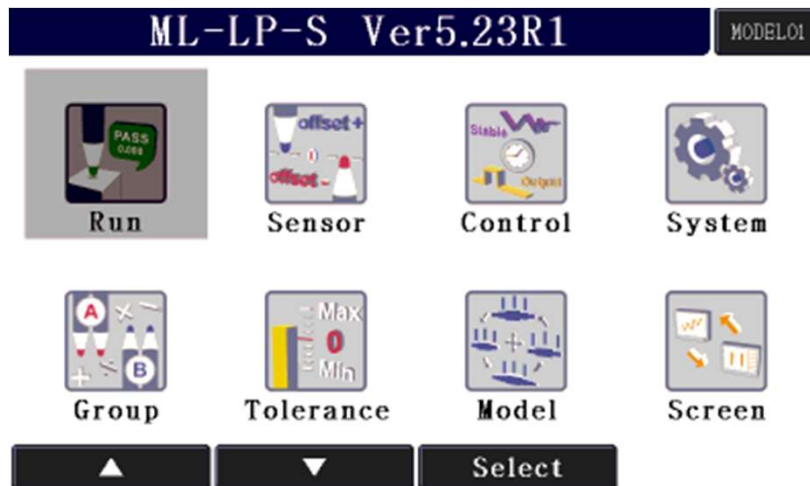 ML-LP-S Ver5.23R1
MODEL01
PASS
0.088
offset+
0
offset-
Stable
Output
Run
Sensor
Control
System
A
B
Max
0
Min
Group
Tolerance
Model
Screen
Select